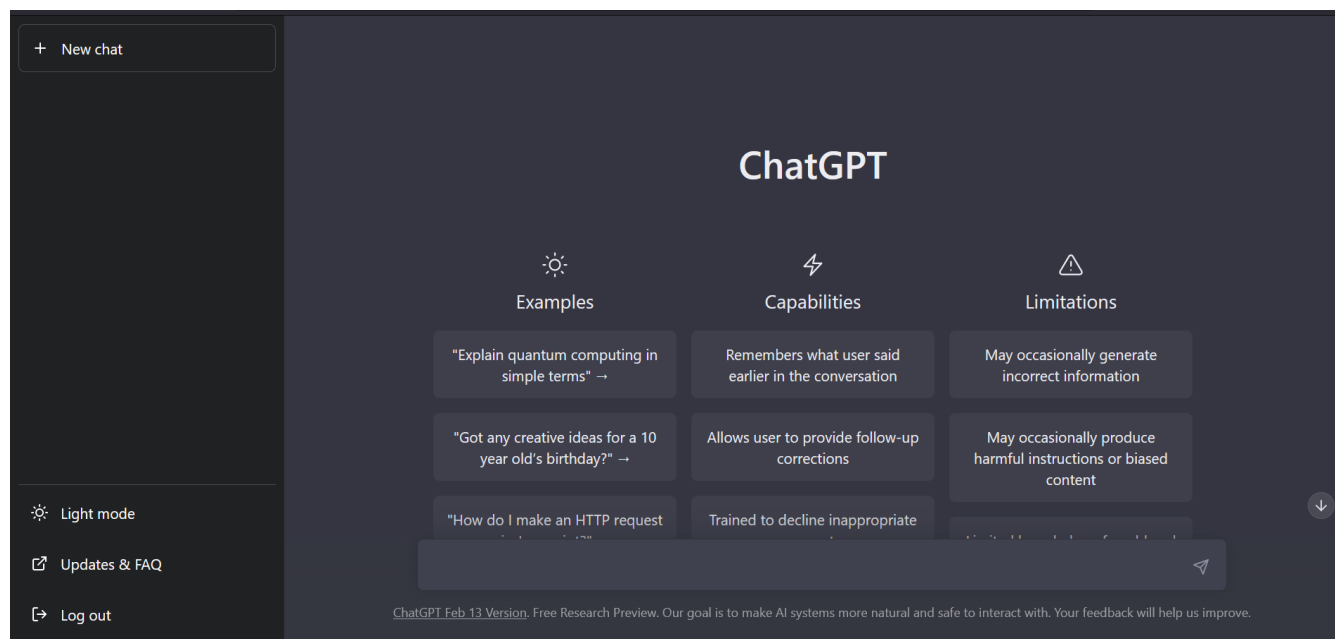 + New chat
Light mode
Updates & FAQ
Log out
ChatGPT
Examples
"Explain quantum computing in
simple terms" →
"Got any creative ideas for a 10
year old's birthday?" →
"How do I make an HTTP request
Capabilities
Remembers what user said
earlier in the conversation
Allows user to provide follow-up
corrections
Trained to decline inappropriate
Limitations
May occasionally generate
incorrect information
May occasionally produce
harmful instructions or biased
content
ChatGPT Feb 13 Version. Free Research Preview. Our goal is to make AI systems more natural and safe to interact with. Your feedback will help us improve.